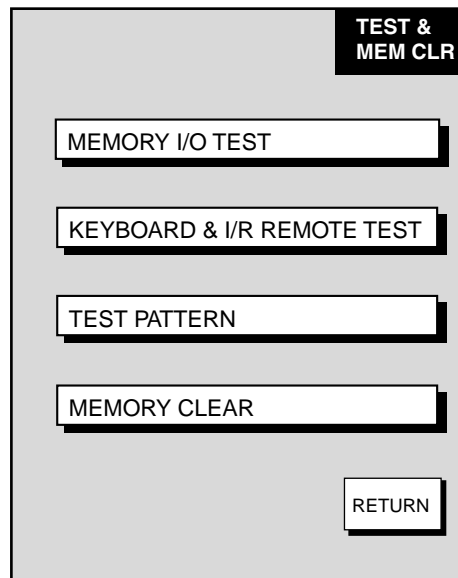 TEST &
MEM CLR
MEMORY I/O TEST
KEYBOARD & I/R REMOTE TEST
TEST PATTERN
MEMORY CLEAR
RETURN